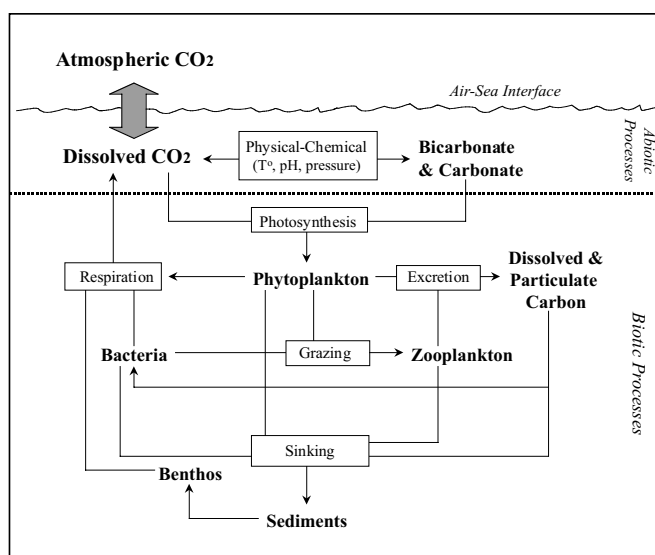 Atmospheric CO2
Air-Sea Interface
Abiotic
Processes
Dissolved CO2
Physical-Chemical
(Tº, pH, pressure)
Bicarbonate
& Carbonate
Photosynthesis
Respiration
Phytoplankton
Excretion
Dissolved &
Particulate
Carbon
Biotic Processes
Bacteria
Grazing
Zooplankton
Sinking
Benthos
Sediments